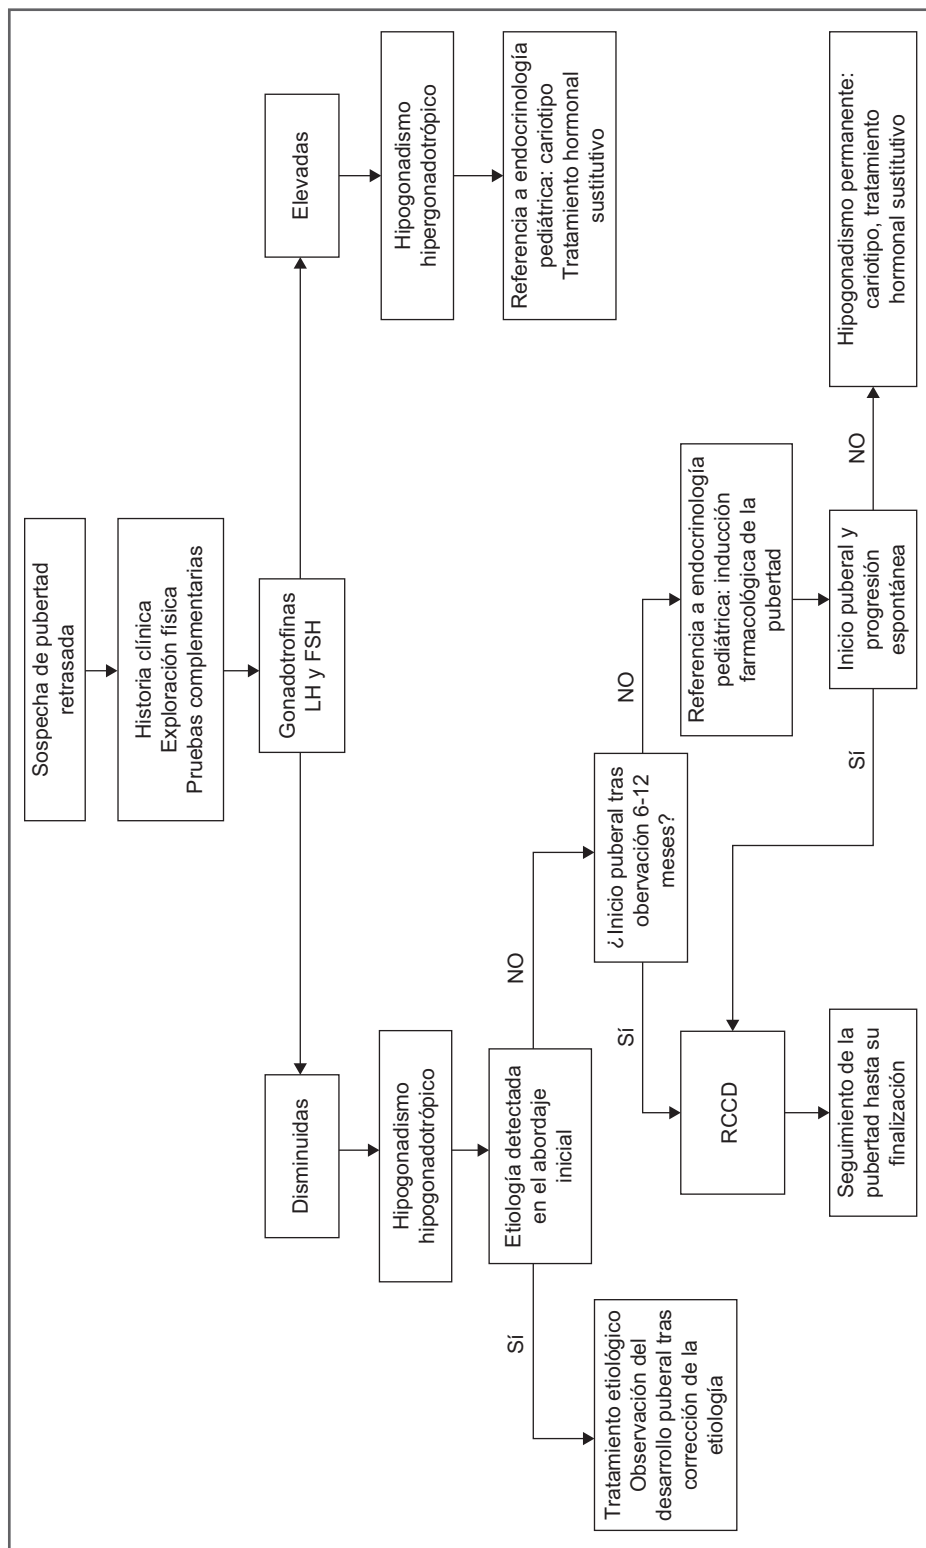 Sospecha de pubertad
retrasada
Historia clínica
Exploración física
Pruebas complementarias
Gonadotrofinas
LH y FSH
Disminuidas
Elevadas
Hipogonadismo
hipogonadotrópico
Hipogonadismo
hipergonadotrópico
Etiología detectada
en el abordaje
inicial
Referencia a endocrinología
pediátrica: cariotipo
Tratamiento hormonal
sustitutivo
Sí
NO
Tratamiento etiológico
Observación del
desarrollo puberal tras
corrección de la
etiología
¿Inicio puberal tras
obervación 6-12
meses?
Sí
NO
RCCD
Referencia a endocrinología
pediátrica: inducción
farmacológica de la
pubertad
Seguimiento de la
pubertad hasta su
finalización
Inicio puberal y
progresión
espontánea
Sí
NO
Hipogonadismo permanente:
cariotipo, tratamiento
hormonal sustitutivo